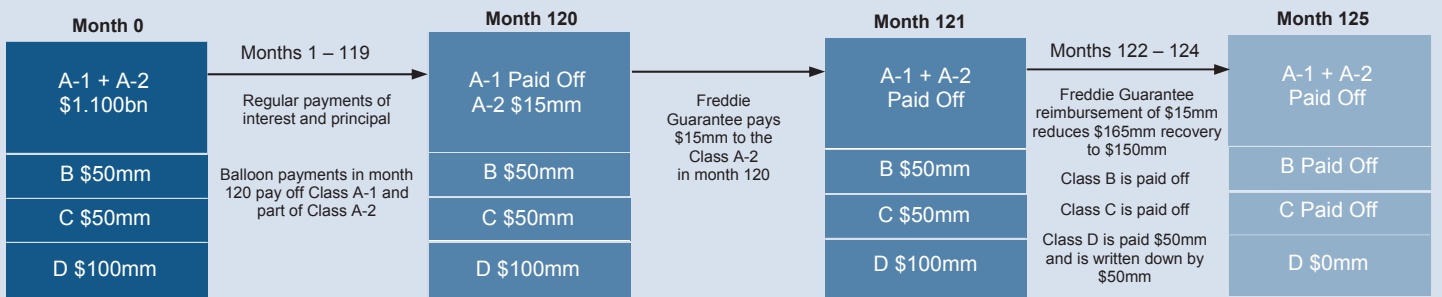 Month 0
A-1 + A-2
$1.100bn
B $50mm
C $50mm
D $100mm
Months 1 – 119
Regular payments of
interest and principal
Balloon payments in month
120 pay off Class A-1 and
part of Class A-2
Month 120
A-1 Paid Off
A-2 $15mm
B $50mm
C $50mm
D $100mm
Freddie
Guarantee pays
$15mm to the
Class A-2
in month 120
Month 121
A-1 + A-2
Paid Off
B $50mm
C $50mm
D $100mm
Months 122 – 124
Freddie Guarantee
reimbursement of $15mm
reduces $165mm recovery
to $150mm
Class B is paid off
Class C is paid off
Class D is paid $50mm
and is written down by
$50mm
Month 125
A-1 + A-2
Paid Off
B Paid Off
C Paid Off
D $0mm